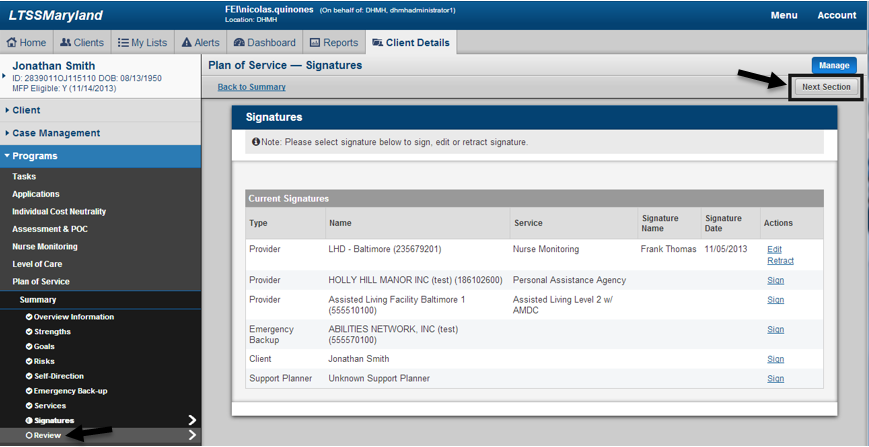 LTSSMaryland
FEI\nicolas.quinones (On behalf of: DHMH, dhmhadministrator1)
Location: DHMH
Menu Account
Home Clients My Lists Alerts Dashboard Reports Client Details
Jonathan Smith
ID: 2839011OJ115110 DOB: 08/13/1950
MFP Eligible: Y (11/14/2013)
Client
Case Management
Programs
Tasks
Applications
Individual Cost Neutrality
Assessment & POC
Nurse Monitoring
Level of Care
Plan of Service
Summary
Overview Information
Strengths
Goals
Risks
Self-Direction
Emergency Back-up
Services
Signatures
Review
Plan of Service — Signatures
Manage
Back to Summary
Next Section
Signatures
Note: Please select signature below to sign, edit or retract signature.
Current Signatures
Type Name Service Signature Name Signature Date Actions
Provider LHD - Baltimore (235679201) Nurse Monitoring Frank Thomas 11/05/2013 Edit
Retract
Provider HOLLY HILL MANOR INC (test) (186102600) Personal Assistance Agency Sign
Provider Assisted Living Facility Baltimore 1 Assisted Living Level 2 w/ Sign
(555510100) AMDC
Emergency ABILITIES NETWORK, INC (test) Sign
Backup (555570100)
Client Jonathan Smith Sign
Support Planner Unknown Support Planner Sign